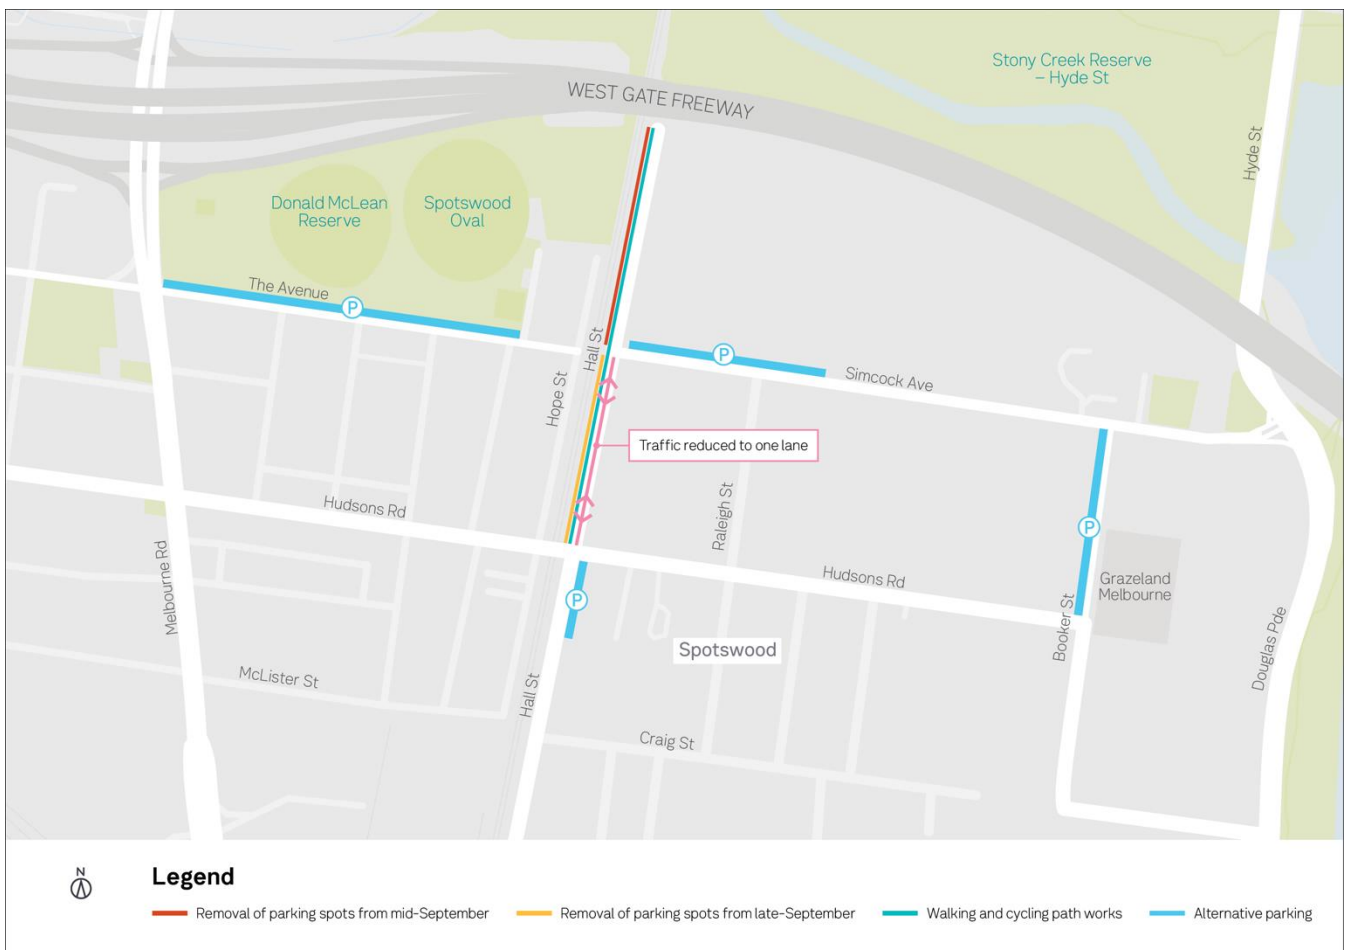 WEST GATE FREEWAY
Stony Creek Reserve
– Hyde St
Hyde St
Donald McLean
Reserve
Spotswood
Oval
The Avenue
P
Hall St
Hope St
P
Simcock Ave
Traffic reduced to one lane
Hudsons Rd
Raleigh St
P
Melbourne Rd
Hudsons Rd
Grazeland
Melbourne
P
Booker St
Douglas Pde
Spotswood
McLister St
Hall St
Craig St
N
Legend
Removal of parking spots from mid-September
Removal of parking spots from late-September
Walking and cycling path works
Alternative parking